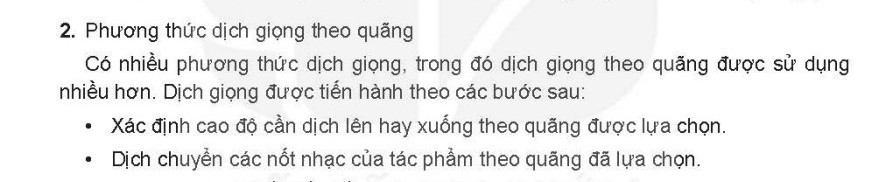 2. Phương thức dịch giọng theo quãng
Có nhiều phương thức dịch giọng, trong đó dịch giọng theo quãng được sử dụng
nhiều hơn. Dịch giọng được tiến hành theo các bước sau:
• Xác định cao độ cần dịch lên hay xuống theo quãng được lựa chọn.
• Dịch chuyển các nốt nhạc của tác phẩm theo quãng đã lựa chọn.